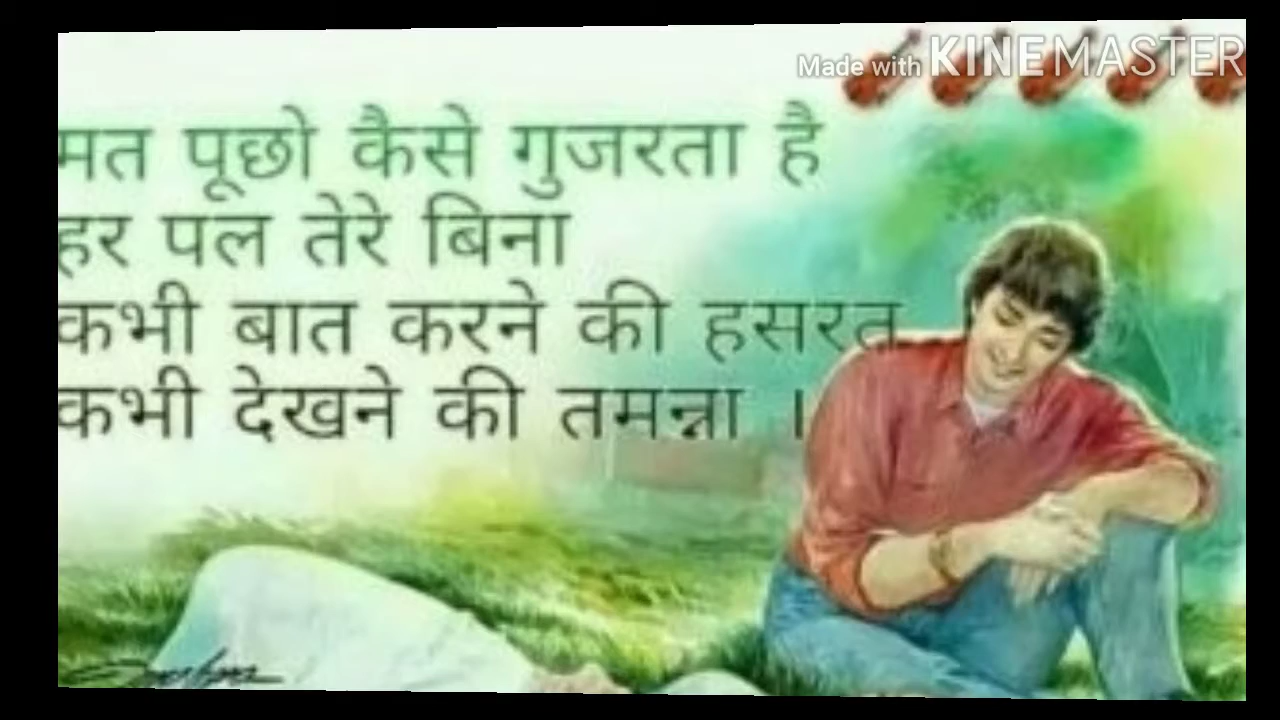 Made with KINEMASTER
मत पूछो कैसे गुजरता है
हर पल तेरे बिना
कभी बात करने की हसरत
कभी देखने की तमन्ना ।